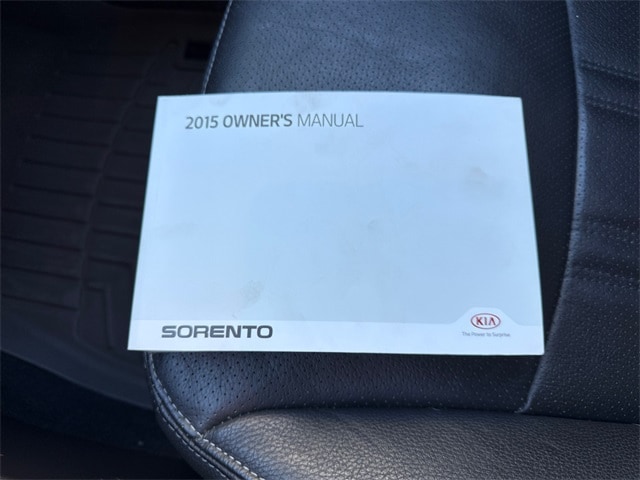 2015 OWNER'S MANUAL
SORENTO
KIA
The Power to Surprise